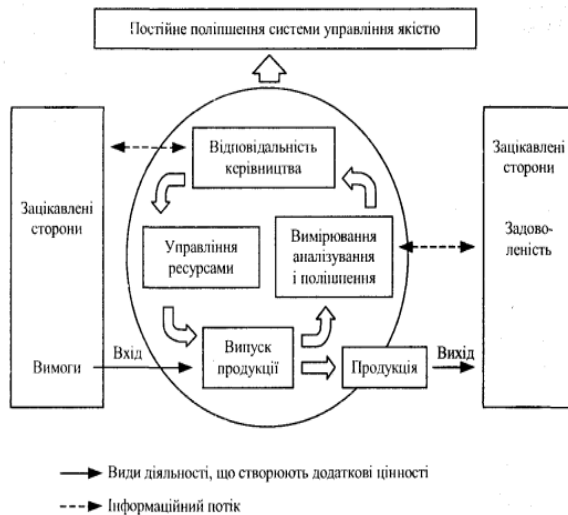 Постійне поліпшення системи управління якістю
Зацікавлені
сторони
Вимоги
Вхід
Відповідальність
керівництва
Управління
ресурсами
Вимірювання
аналізування
і поліпшення
Випуск
продукції
Продукція
Вихід
Зацікавлені
сторони
Задово-
леність
Види діяльності, що створюють додаткові цінності
Інформаційний потік